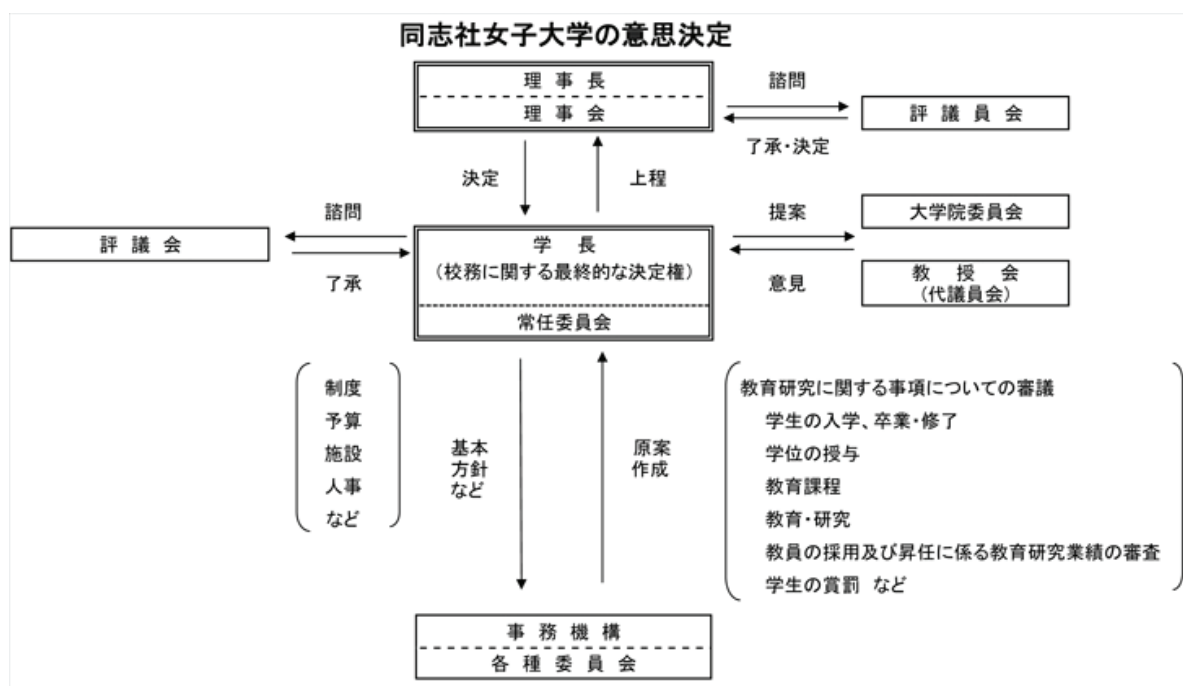 同志社女子大学の意思決定
理事長
理事会
諮問
評議員会
了承・決定
決定
上程
諮問
評議会
了承
学長
(校務に関する最終的な決定権)
常任委員会
提案
大学院委員会
意見
教授会
(代議員会)
制度
予算
施設
人事
など
基本
方針
など
原案
作成
教育研究に関する事項についての審議
学生の入学、卒業・修了
学位の授与
教育課程
教育・研究
教員の採用及び昇任に係る教育研究業績の審査
学生の賞罰 など
事務機構
各種委員会